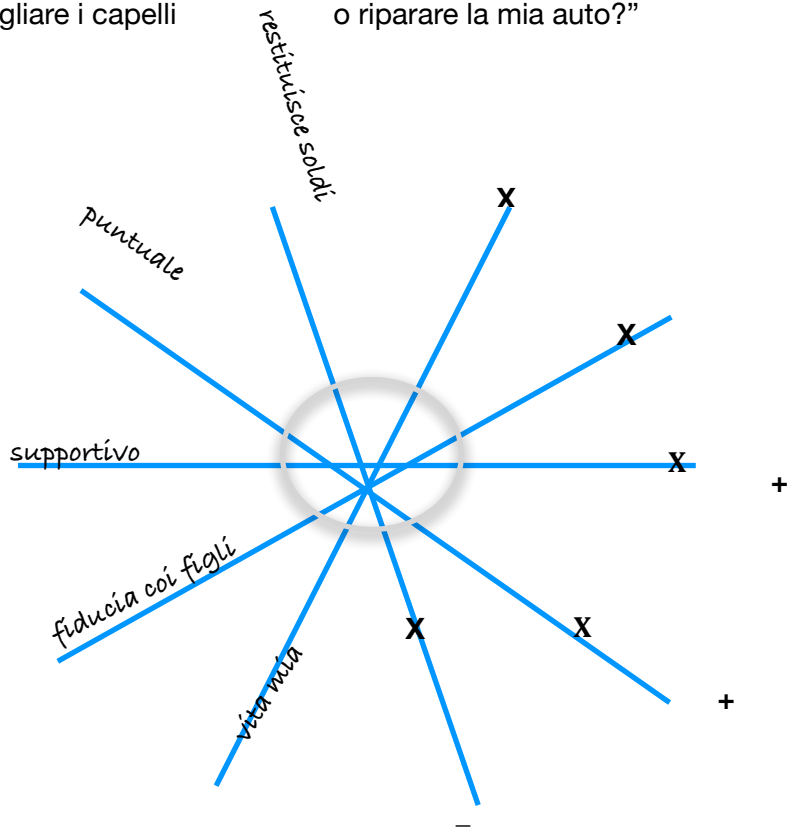 gliare i capelli o riparare la mia auto?”
restituisce soldi
puntuale
X
X
supportivo
X
+
fiducia coi figli
X
X
vita mia
+
–